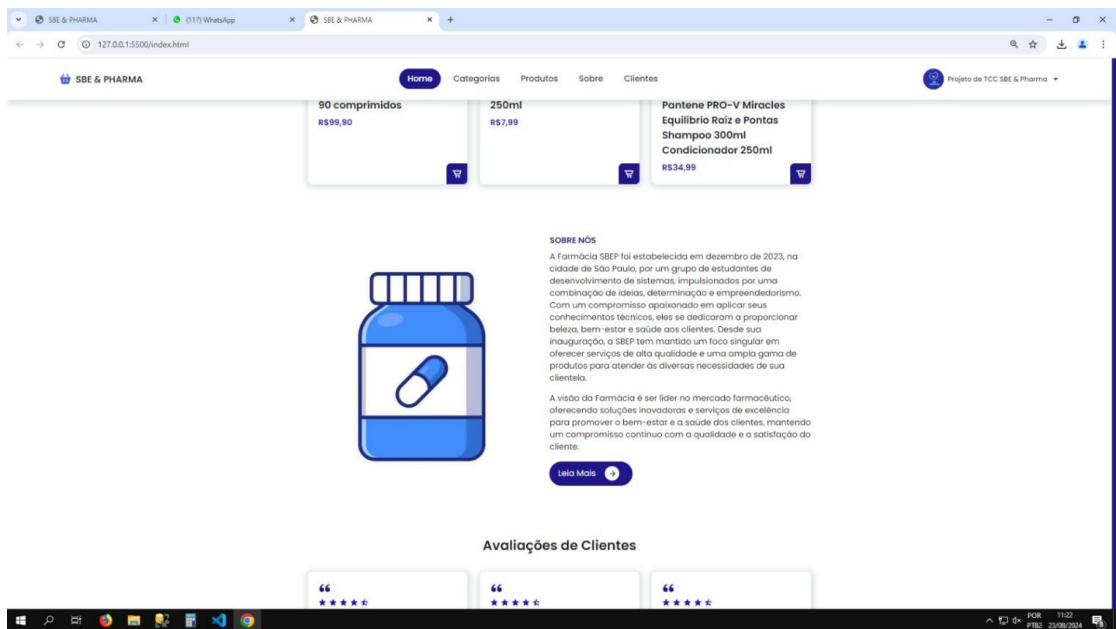 SBE & PHARMA
(117) WhatsApp
SBE & PHARMA
127.0.0.1:5500/index.html
SBE & PHARMA
Home
Categorias
Produtos
Sobre
Clientes
Projeto de TCC SBE & Pharma
90 comprimidos
R$99,90
250ml
R$7,99
Pantene PRO-V Miracles
Equilíbrio Raiz e Pontas
Shampoo 300ml
Condicionador 250ml
R$34,99
SOBRE NÓS
A Farmácia SBEP foi estabelecida em dezembro de 2023, na
cidade de São Paulo, por um grupo de estudantes de
desenvolvimento de sistemas, impulsionados por uma
combinação de ideias, determinação e empreendedorismo.
Com um compromisso apaixonado em aplicar seus
conhecimentos técnicos, eles se dedicaram a proporcionar
beleza, bem-estar e saúde aos clientes. Desde sua
inauguração, a SBEP tem mantido um foco singular em
oferecer serviços de alta qualidade e uma ampla gama de
produtos para atender às diversas necessidades de sua
clientela.
A visão da Farmácia é ser líder no mercado farmacêutico,
oferecendo soluções inovadoras e serviços de excelência
para promover o bem-estar e a saúde dos clientes, mantendo
um compromisso contínuo com a qualidade e a satisfação do
cliente.
Leia Mais
Avaliações de Clientes
POR
PTB2
11:22
23/08/2024